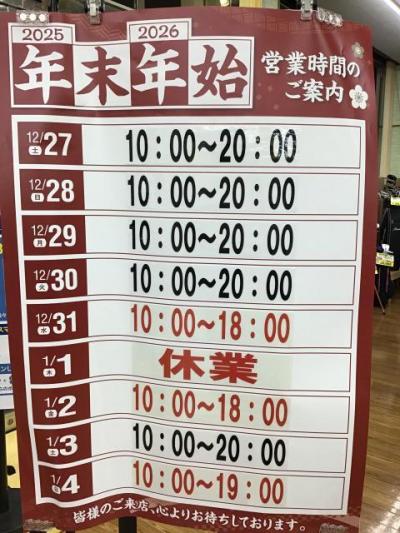 2025 2026
年末年始
営業時間の
ご案内
12/27 土 10:00〜20:00
12/28 日 10:00〜20:00
12/29 月 10:00〜20:00
12/30 火 10:00〜20:00
12/31 水 10:00〜18:00
1/1 木 休業
1/2 金 10:00〜18:00
1/3 土 10:00〜20:00
1/4 日 10:00〜19:00
皆様のご来店、心よりお待ちしております。